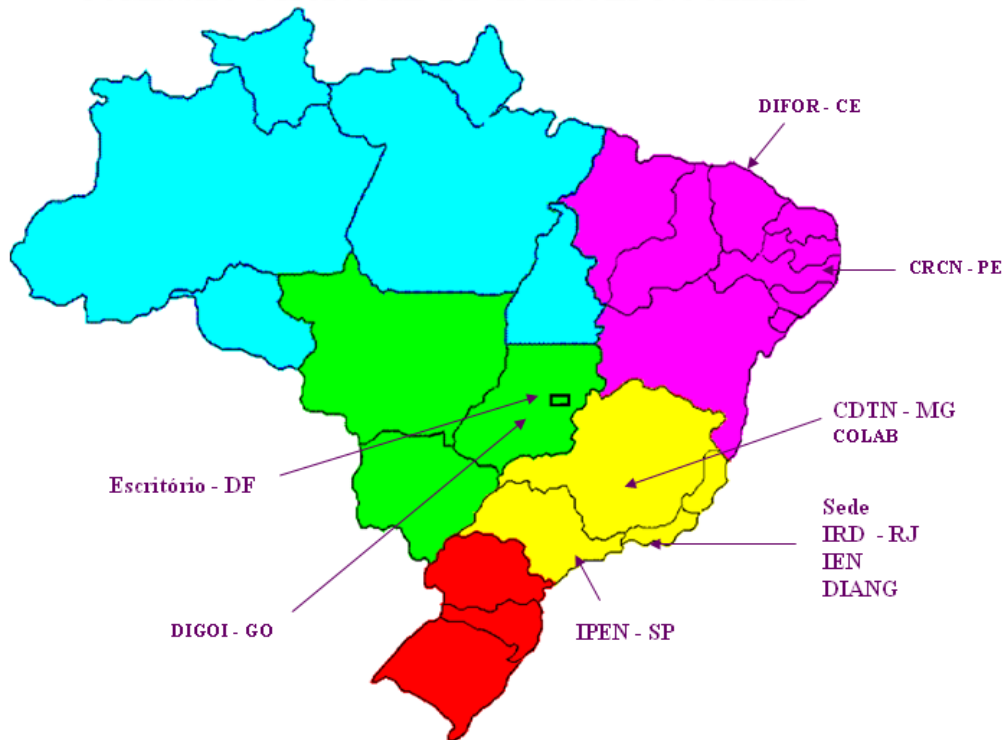 DIFOR - CE
CRCN - PE
CDTN - MG
COLAB
Escritório - DF
Sede
IRD - RJ
IEN
DIANG
DIGOI - GO
IPEN - SP